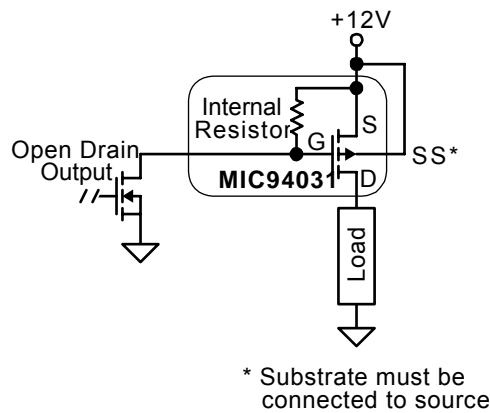 +12V
Internal
Resistor
S
G
SS*
Open Drain
Output
MIC94031
D
Load
* Substrate must be
connected to source